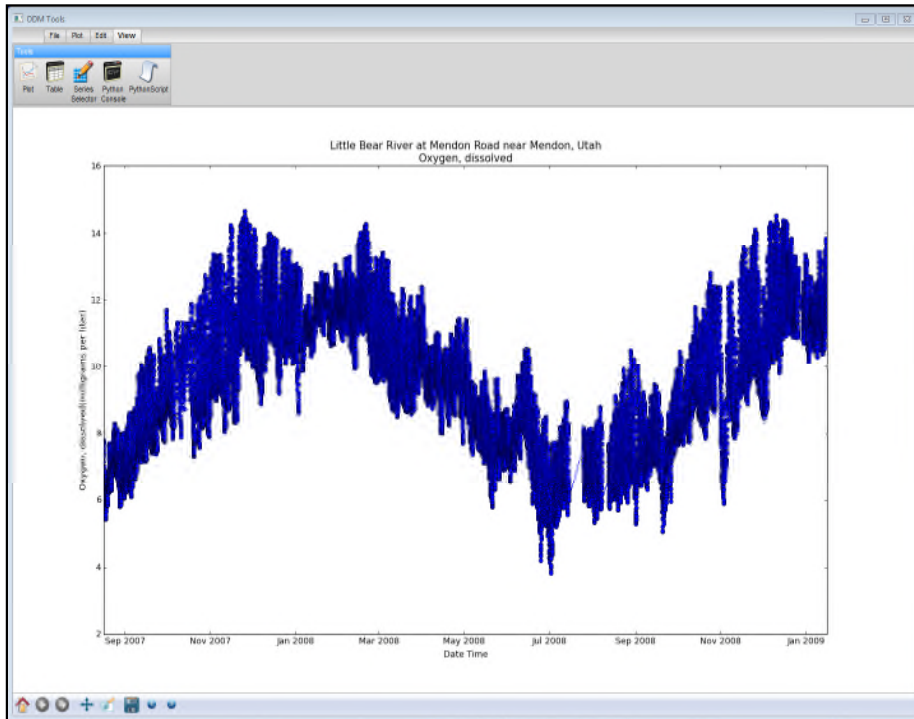 ODM Tools
File Plot Edit View
Tools
Plot Table Series Selector Python Console PythonScript
Little Bear River at Mendon Road near Mendon, Utah
Oxygen, dissolved
16
14
12
10
8
6
4
2
Oxygen, dissolved(milligrams per liter)
Sep 2007 Nov 2007 Jan 2008 Mar 2008 May 2008 Jul 2008 Sep 2008 Nov 2008 Jan 2009
Date Time